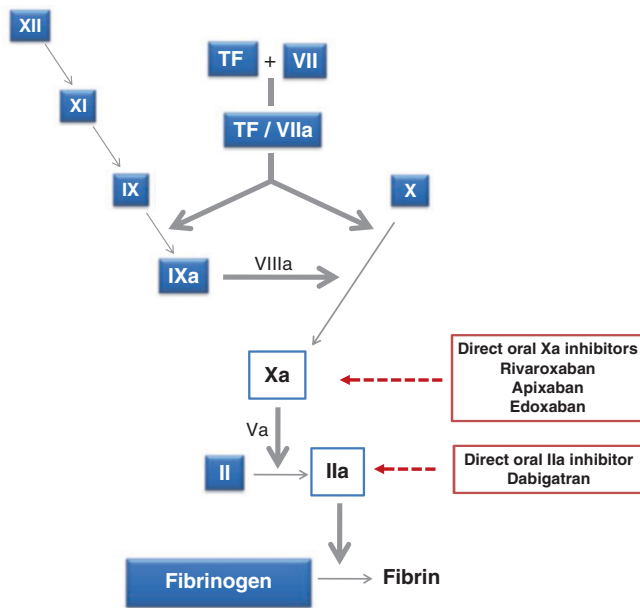 XII
TF + VII
XI
TF / VIIa
IX
X
IXa
VIIIa
Xa
Direct oral Xa inhibitors
Rivaroxaban
Apixaban
Edoxaban
Va
II
IIa
Direct oral IIa inhibitor
Dabigatran
Fibrinogen
Fibrin